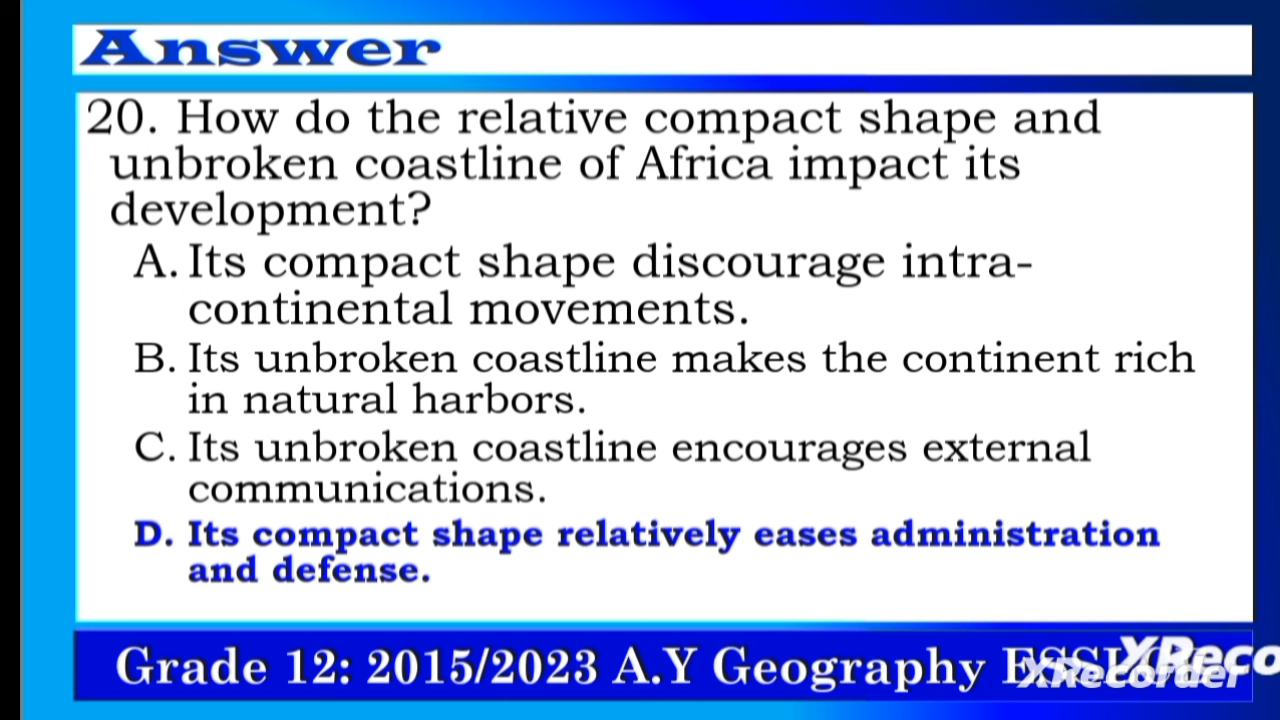 Answer
20. How do the relative compact shape and
unbroken coastline of Africa impact its
development?
A. Its compact shape discourage intra-
continental movements.
B. Its unbroken coastline makes the continent rich
in natural harbors.
C. Its unbroken coastline encourages external
communications.
D. Its compact shape relatively eases administration
and defense.
Grade 12: 2015/2023 A.Y Geography
XReco
XRecorder